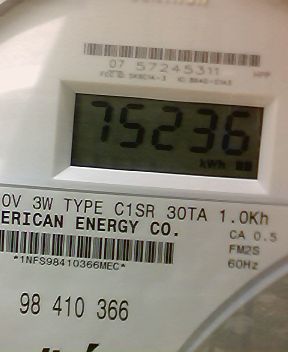 07 57245311
75236
kWh
0V 3W TYPE C1SR 30TA 1.0Kh
ERICAN ENERGY CO.
CA 0.5
FM2S
*1NFS98410366MEC*
60Hz
98 410 366